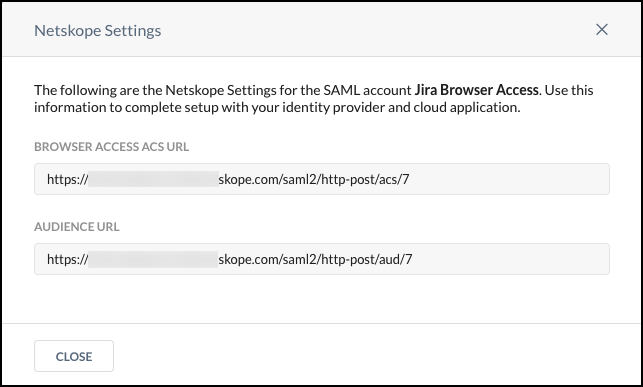 Netskope Settings
The following are the Netskope Settings for the SAML account Jira Browser Access. Use this
information to complete setup with your identity provider and cloud application.
BROWSER ACCESS ACS URL
https:// skope.com/saml2/http-post/acs/7
AUDIENCE URL
https:// skope.com/saml2/http-post/aud/7
CLOSE